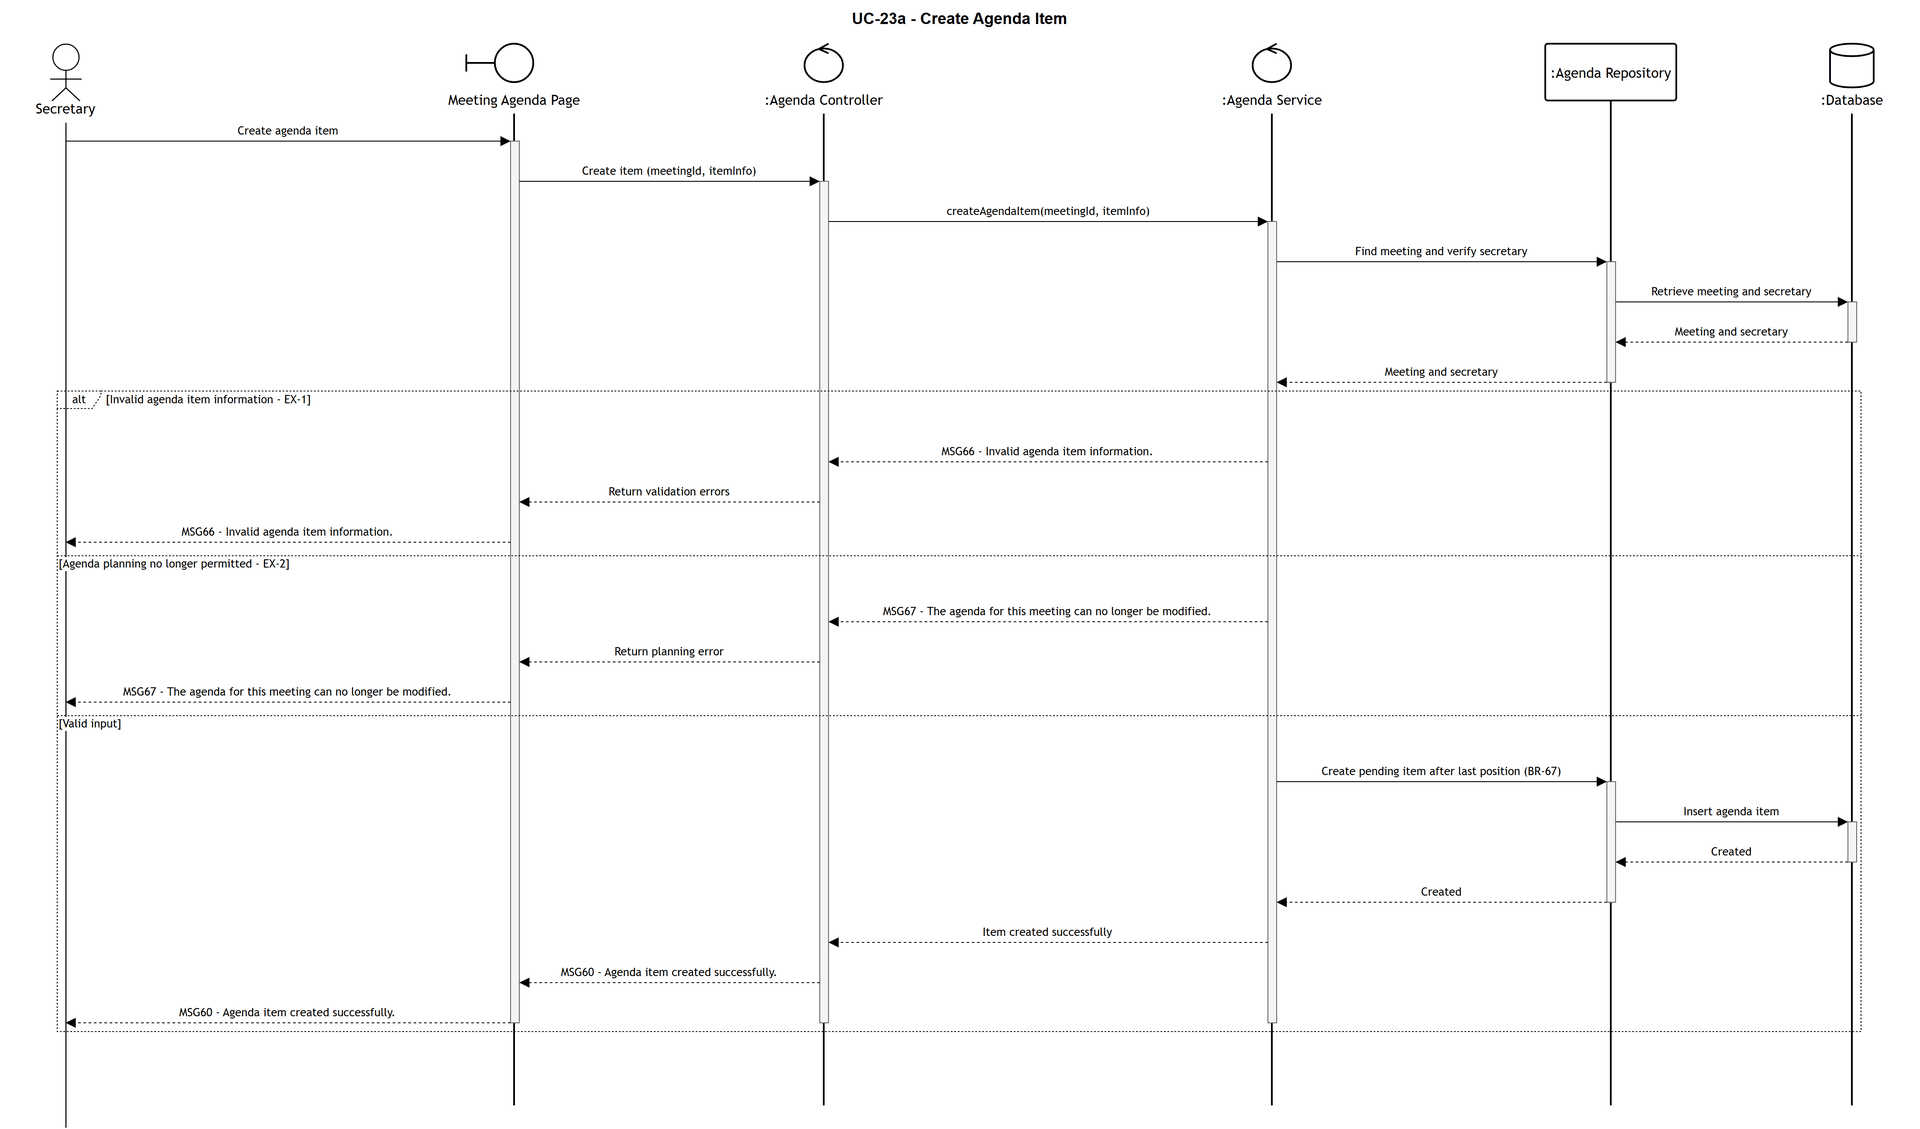 UC-23a - Create Agenda Item
Secretary
Meeting Agenda Page
:Agenda Controller
:Agenda Service
:Agenda Repository
:Database
Create agenda item
Create item (meetingId, itemInfo)
createAgendaItem(meetingId, itemInfo)
Find meeting and verify secretary
Retrieve meeting and secretary
Meeting and secretary
Meeting and secretary
alt [Invalid agenda item information - EX-1]
MSG66 - Invalid agenda item information.
Return validation errors
MSG66 - Invalid agenda item information.
[Agenda planning no longer permitted - EX-2]
MSG67 - The agenda for this meeting can no longer be modified.
Return planning error
MSG67 - The agenda for this meeting can no longer be modified.
[Valid input]
Create pending item after last position (BR-67)
Insert agenda item
Created
Created
Item created successfully
MSG60 - Agenda item created successfully.
MSG60 - Agenda item created successfully.